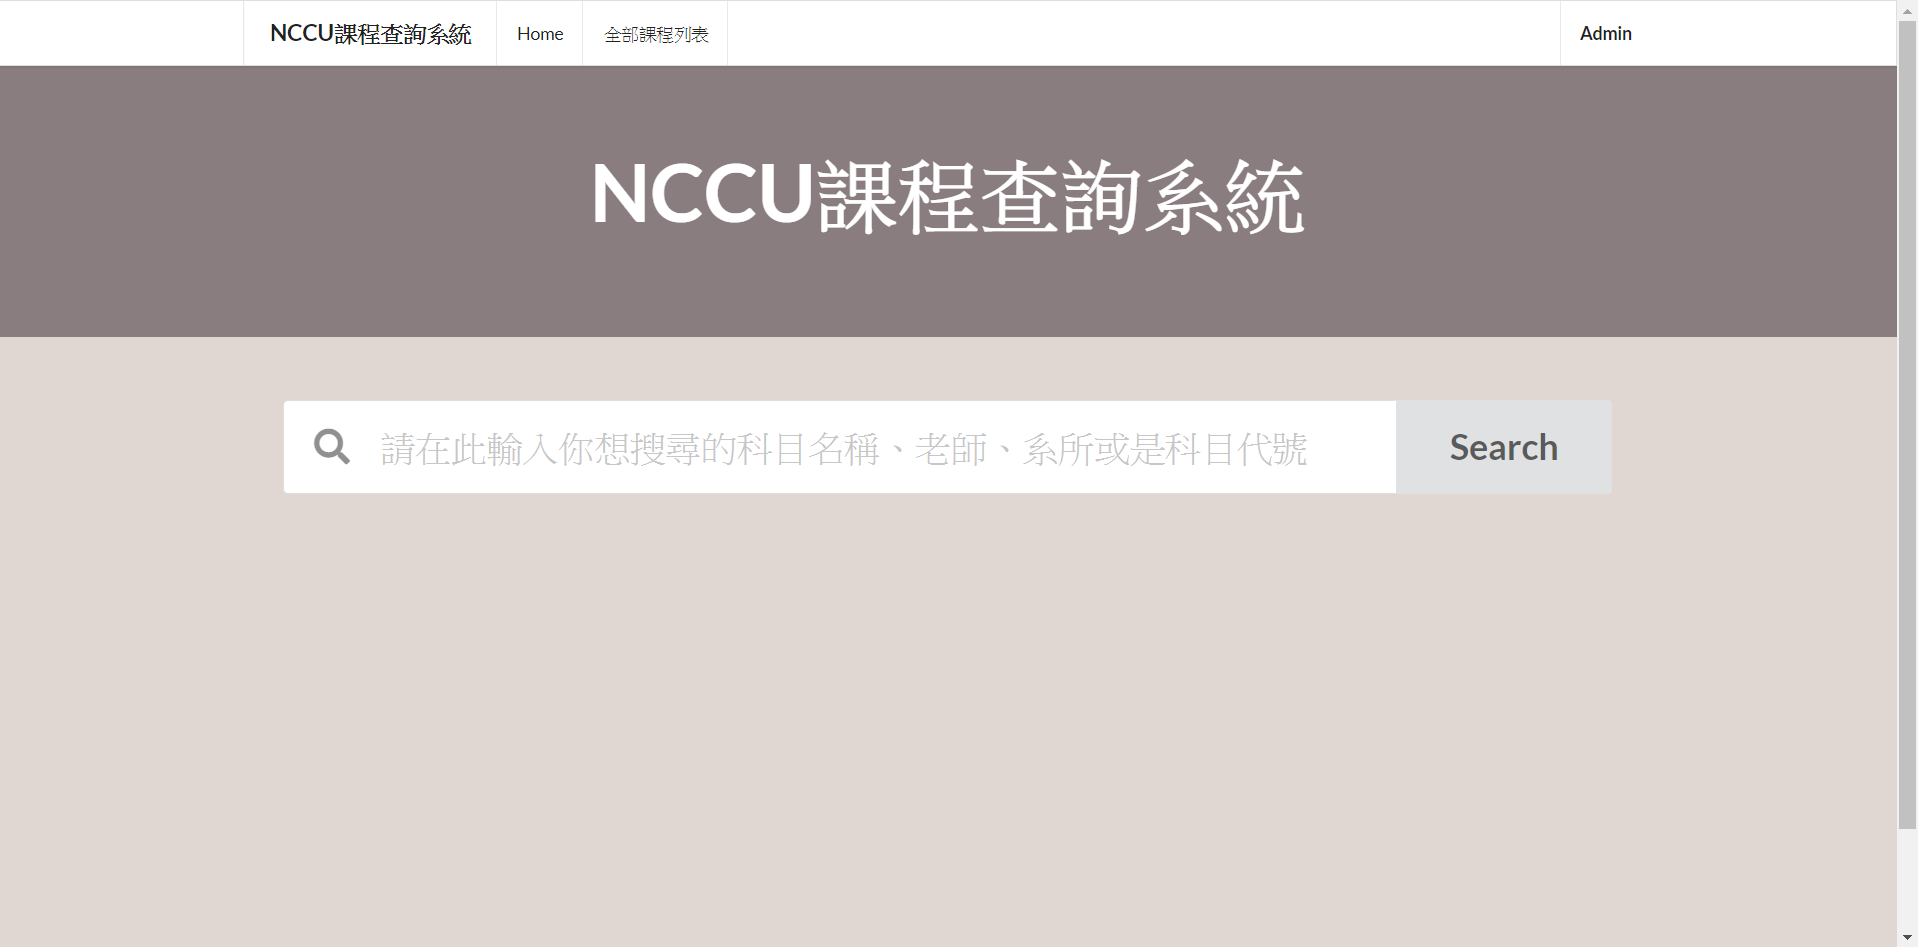 NCCU課程查詢系統
Home
全部課程列表
Admin
NCCU課程查詢系統
請在此輸入你想搜尋的科目名稱、老師、系所或是科目代號
Search